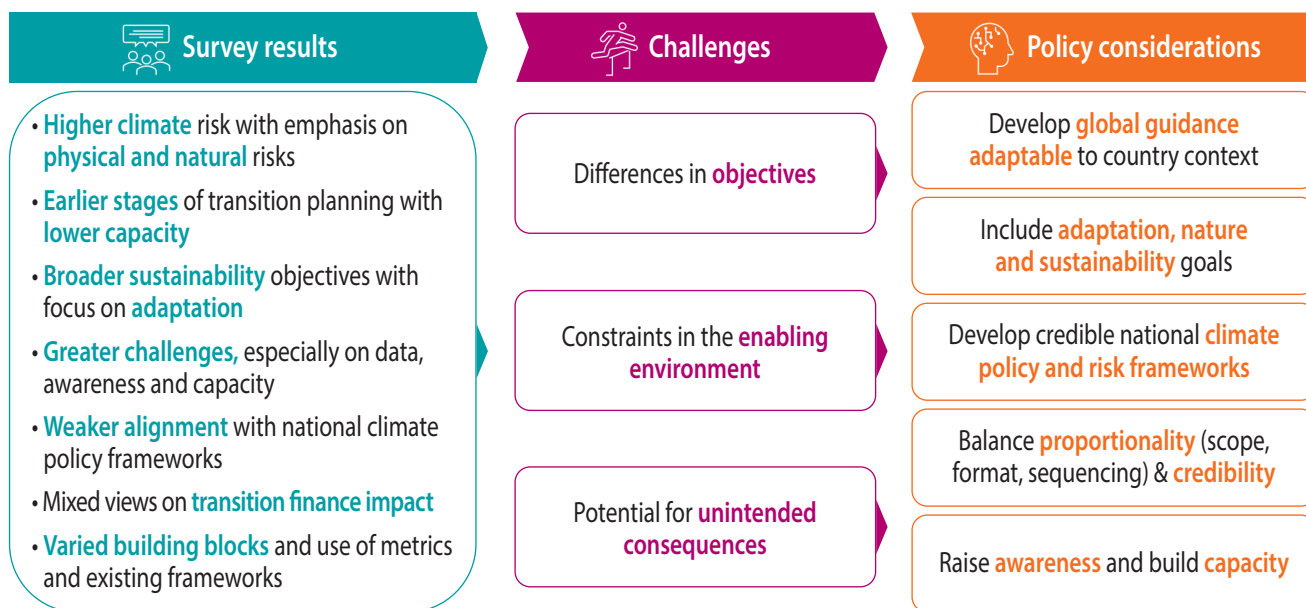 Survey results
• Higher climate risk with emphasis on
physical and natural risks
• Earlier stages of transition planning with
lower capacity
• Broader sustainability objectives with
focus on adaptation
• Greater challenges, especially on data,
awareness and capacity
• Weaker alignment with national climate
policy frameworks
• Mixed views on transition finance impact
• Varied building blocks and use of metrics
and existing frameworks
Challenges
Differences in objectives
Constraints in the enabling
environment
Potential for unintended
consequences
Policy considerations
Develop global guidance
adaptable to country context
Include adaptation, nature
and sustainability goals
Develop credible national climate
policy and risk frameworks
Balance proportionality (scope,
format, sequencing) & credibility
Raise awareness and build capacity